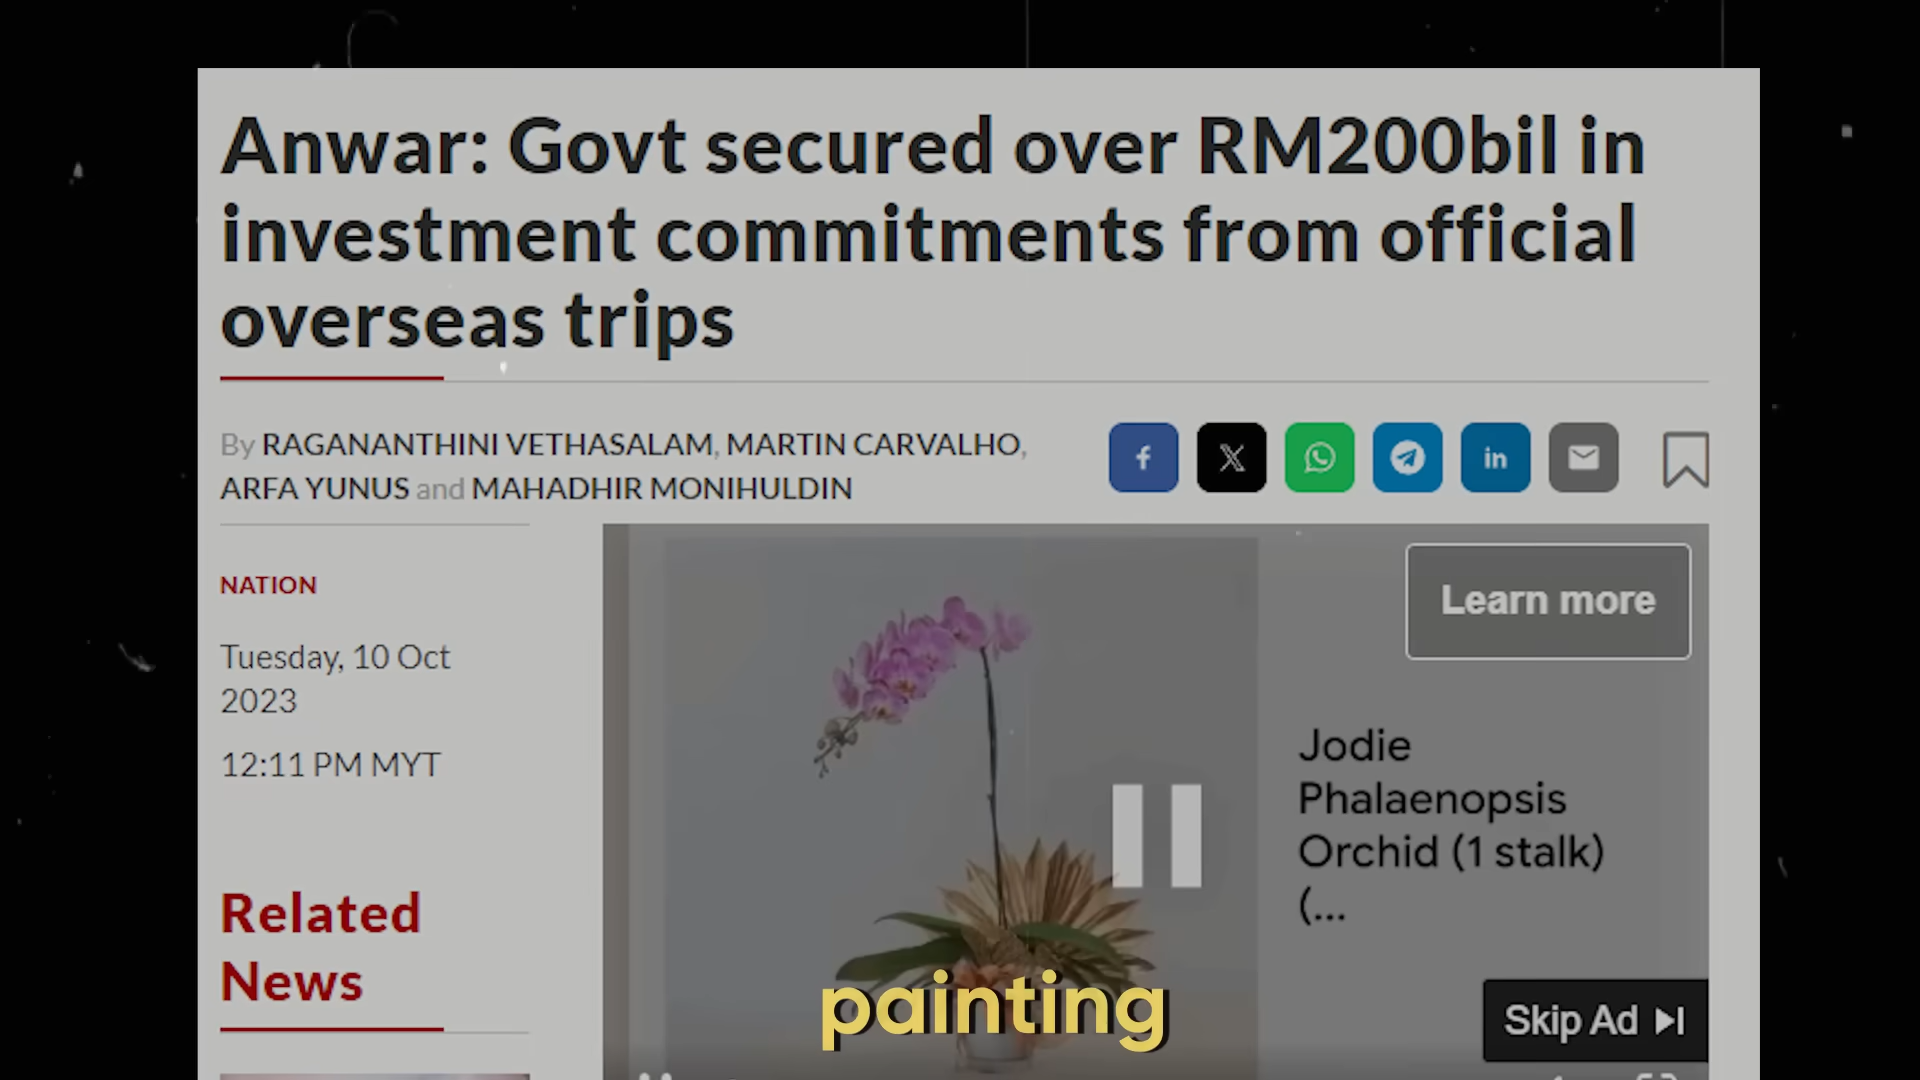 Anwar: Govt secured over RM200bil in
investment commitments from official
overseas trips
By RAGANANTHINI VETHASALAM, MARTIN CARVALHO,
ARFA YUNUS and MAHADHIR MONIHULDIN
NATION
Tuesday, 10 Oct
2023
12:11 PM MYT
Related
News
Learn more
Jodie
Phalaenopsis
Orchid (1 stalk)
(...
Skip Ad
painting